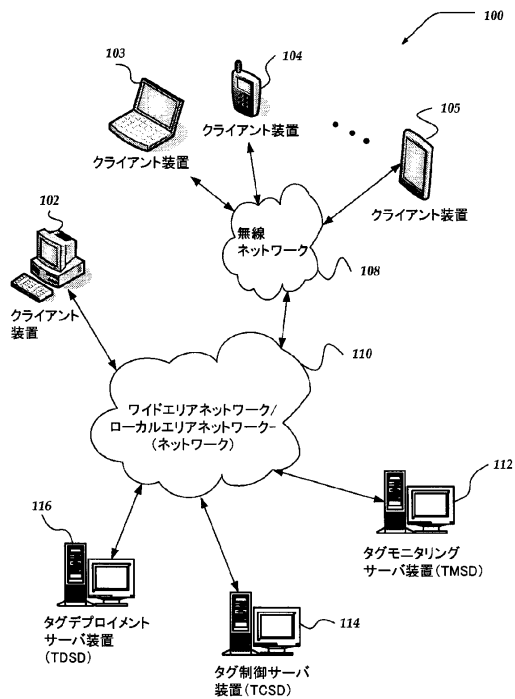 100
103
104
クライアント装置
105
クライアント装置
クライアント装置
102
無線
ネットワーク
108
クライアント
装置
110
ワイドエリアネットワーク/
ローカルエリアネットワーク-
(ネットワーク)
112
116
タグモニタリング
サーバ装置(TMSD)
タグデプロイメント
サーバ装置
(TDSD)
114
タグ制御サーバ
装置(TCSD)